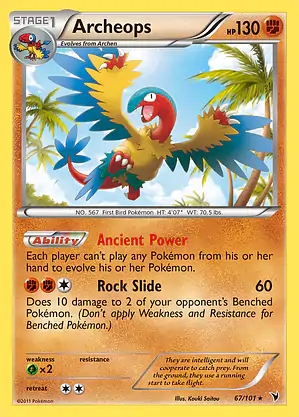 STAGE1
Archeops
HP 130
Evolves from Archen
NO. 567 First Bird Pokémon HT: 4'07" WT: 70.5 lbs.
Ability Ancient Power
Each player can't play any Pokémon from his or her
hand to evolve his or her Pokémon.
Rock Slide 60
Does 10 damage to 2 of your opponent's Benched
Pokémon. (Don't apply Weakness and Resistance for
Benched Pokémon.)
weakness
×2
resistance
retreat
They are intelligent and will
cooperate to catch prey. From
the ground, they use a running
start to take flight.
©2011 Pokémon
Illus. Kouki Saitou
67/101